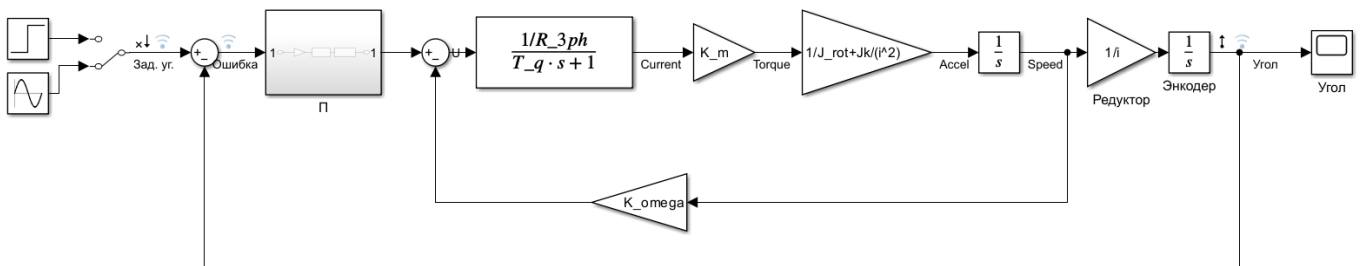 Зад. уг.
Ошибка
1
1
П
U
1/R_3ph
T_q · s + 1
Current
K_m
Torque
1/J_rot+Jk/(i^2)
Accel
1
s
Speed
1/i
Редуктор
1
s
Энкодер
Угол
Угол
K_omega